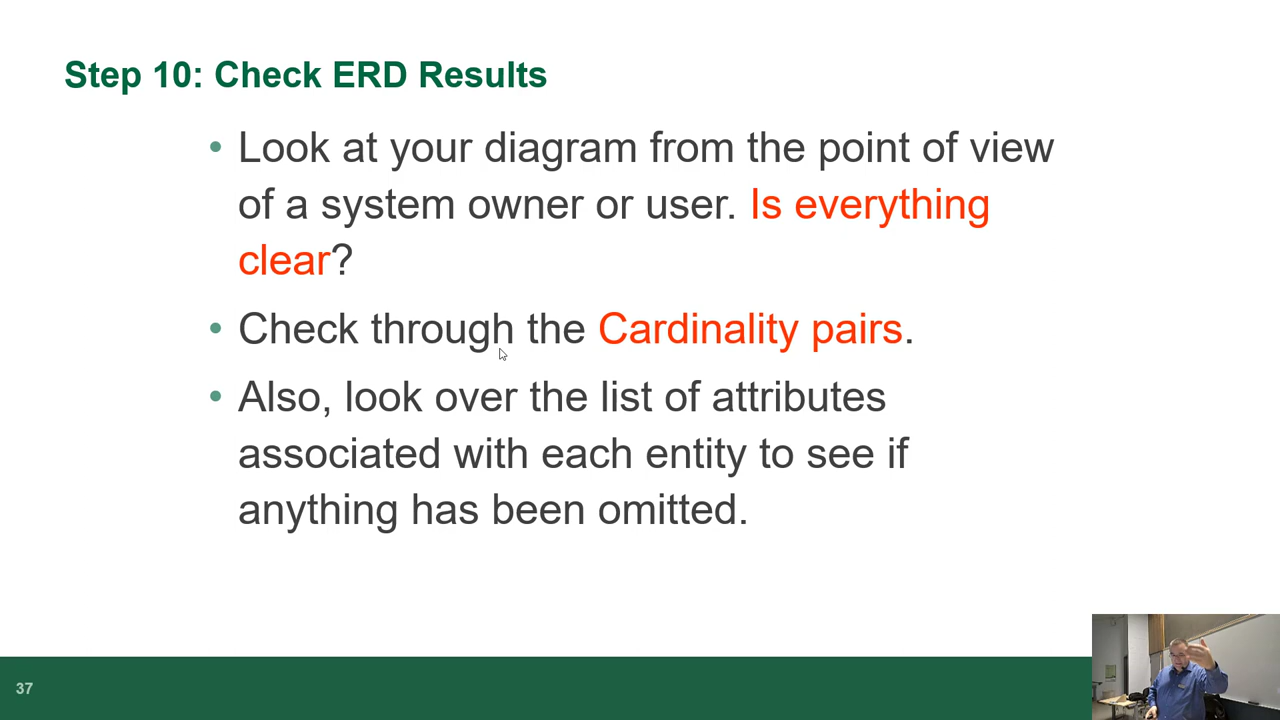 Step 10: Check ERD Results
• Look at your diagram from the point of view
of a system owner or user. Is everything
clear?
• Check through the Cardinality pairs.
• Also, look over the list of attributes
associated with each entity to see if
anything has been omitted.
37